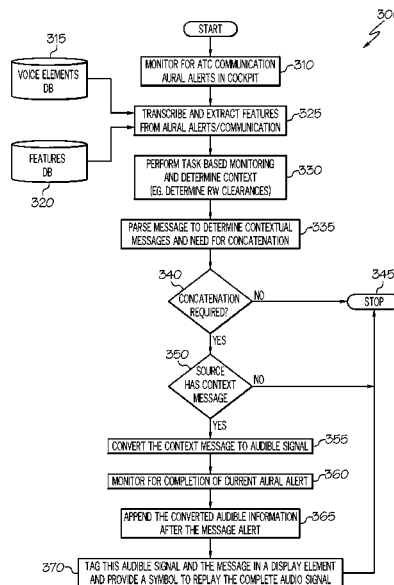 START
300
315
VOICE ELEMENTS
DB
MONITOR FOR ATC COMMUNICATION
AURAL ALERTS IN COCKPIT
310
TRANSCRIBE AND EXTRACT FEATURES
FROM AURAL ALERTS/COMMUNICATION
325
FEATURES
DB
320
PERFORM TASK BASED MONITORING
AND DETERMINE CONTEXT
(EG. DETERMINE RW CLEARANCES)
330
PARSE MESSAGE TO DETERMINE CONTEXTUAL
MESSAGES AND NEED FOR CONCATENATION
335
340
CONCATENATION
REQUIRED?
NO
345
STOP
YES
350
SOURCE
HAS CONTEXT
MESSAGE
NO
YES
CONVERT THE CONTEXT MESSAGE TO AUDIBLE SIGNAL
355
MONITOR FOR COMPLETION OF CURRENT AURAL ALERT
360
APPEND THE CONVERTED AUDIBLE INFORMATION
AFTER THE MESSAGE ALERT
365
370
TAG THIS AUDIBLE SIGNAL AND THE MESSAGE IN A DISPLAY ELEMENT
AND PROVIDE A SYMBOL TO REPLAY THE COMPLETE AUDIO SIGNAL